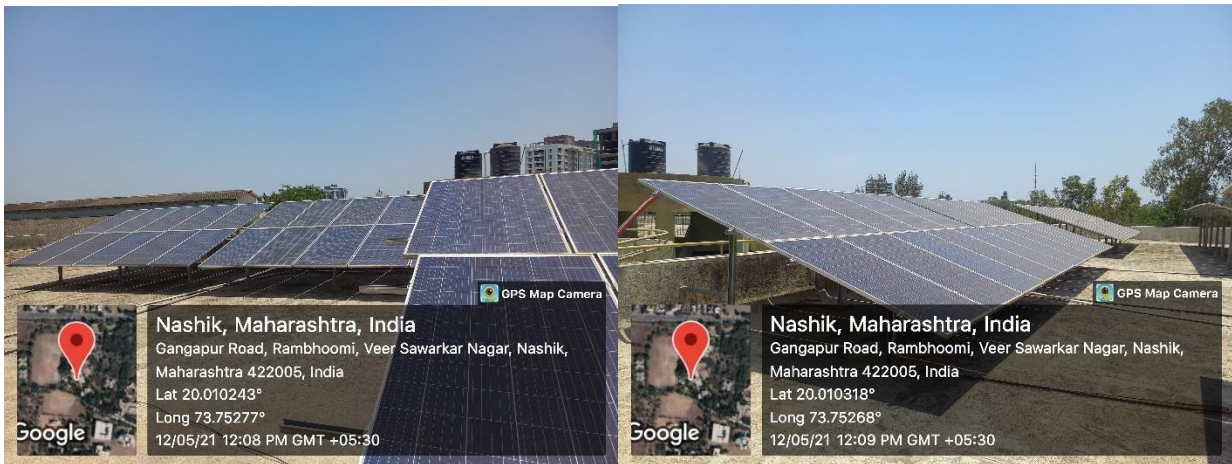 GPS Map Camera
Nashik, Maharashtra, India
Gangapur Road, Rambhoomi, Veer Sawarkar Nagar, Nashik,
Maharashtra 422005, India
Lat 20.010243°
Long 73.75277°
12/05/21 12:08 PM GMT +05:30
Google
GPS Map Camera
Nashik, Maharashtra, India
Gangapur Road, Rambhoomi, Veer Sawarkar Nagar, Nashik,
Maharashtra 422005, India
Lat 20.010318°
Long 73.75268°
12/05/21 12:09 PM GMT +05:30
Google